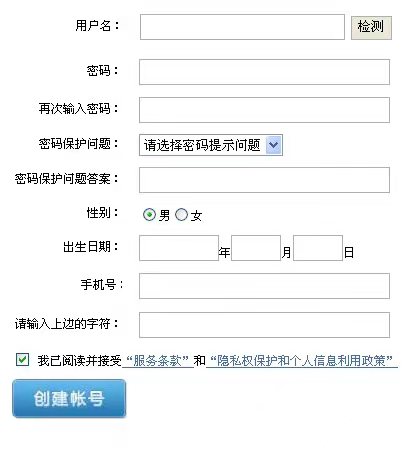 用户名： 检测
密码：
再次输入密码：
密码保护问题： 请选择密码提示问题
密码保护问题答案：
性别： 男 女
出生日期： 年 月 日
手机号：
请输入上边的字符：
我已阅读并接受“服务条款”和“隐私权保护和个人信息利用政策”
创建帐号